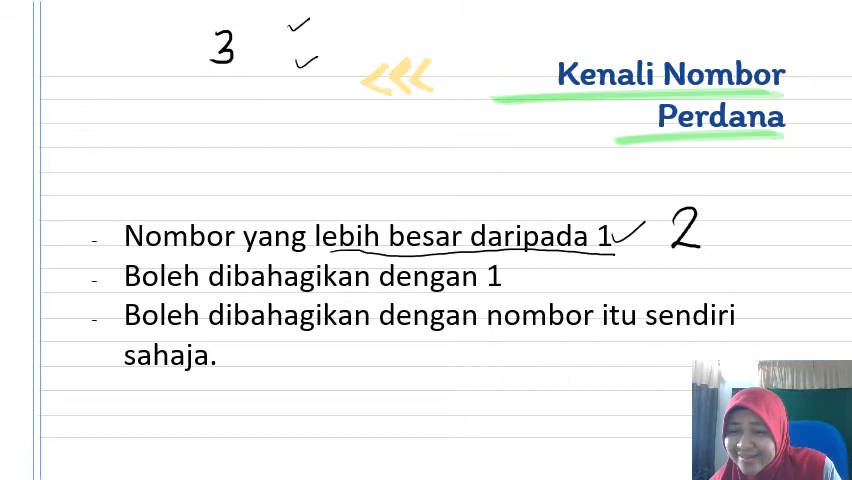 3 ✓
✓
Kenali Nombor
Perdana
- Nombor yang lebih besar daripada 1 ✓ 2
- Boleh dibahagikan dengan 1
- Boleh dibahagikan dengan nombor itu sendiri
sahaja.